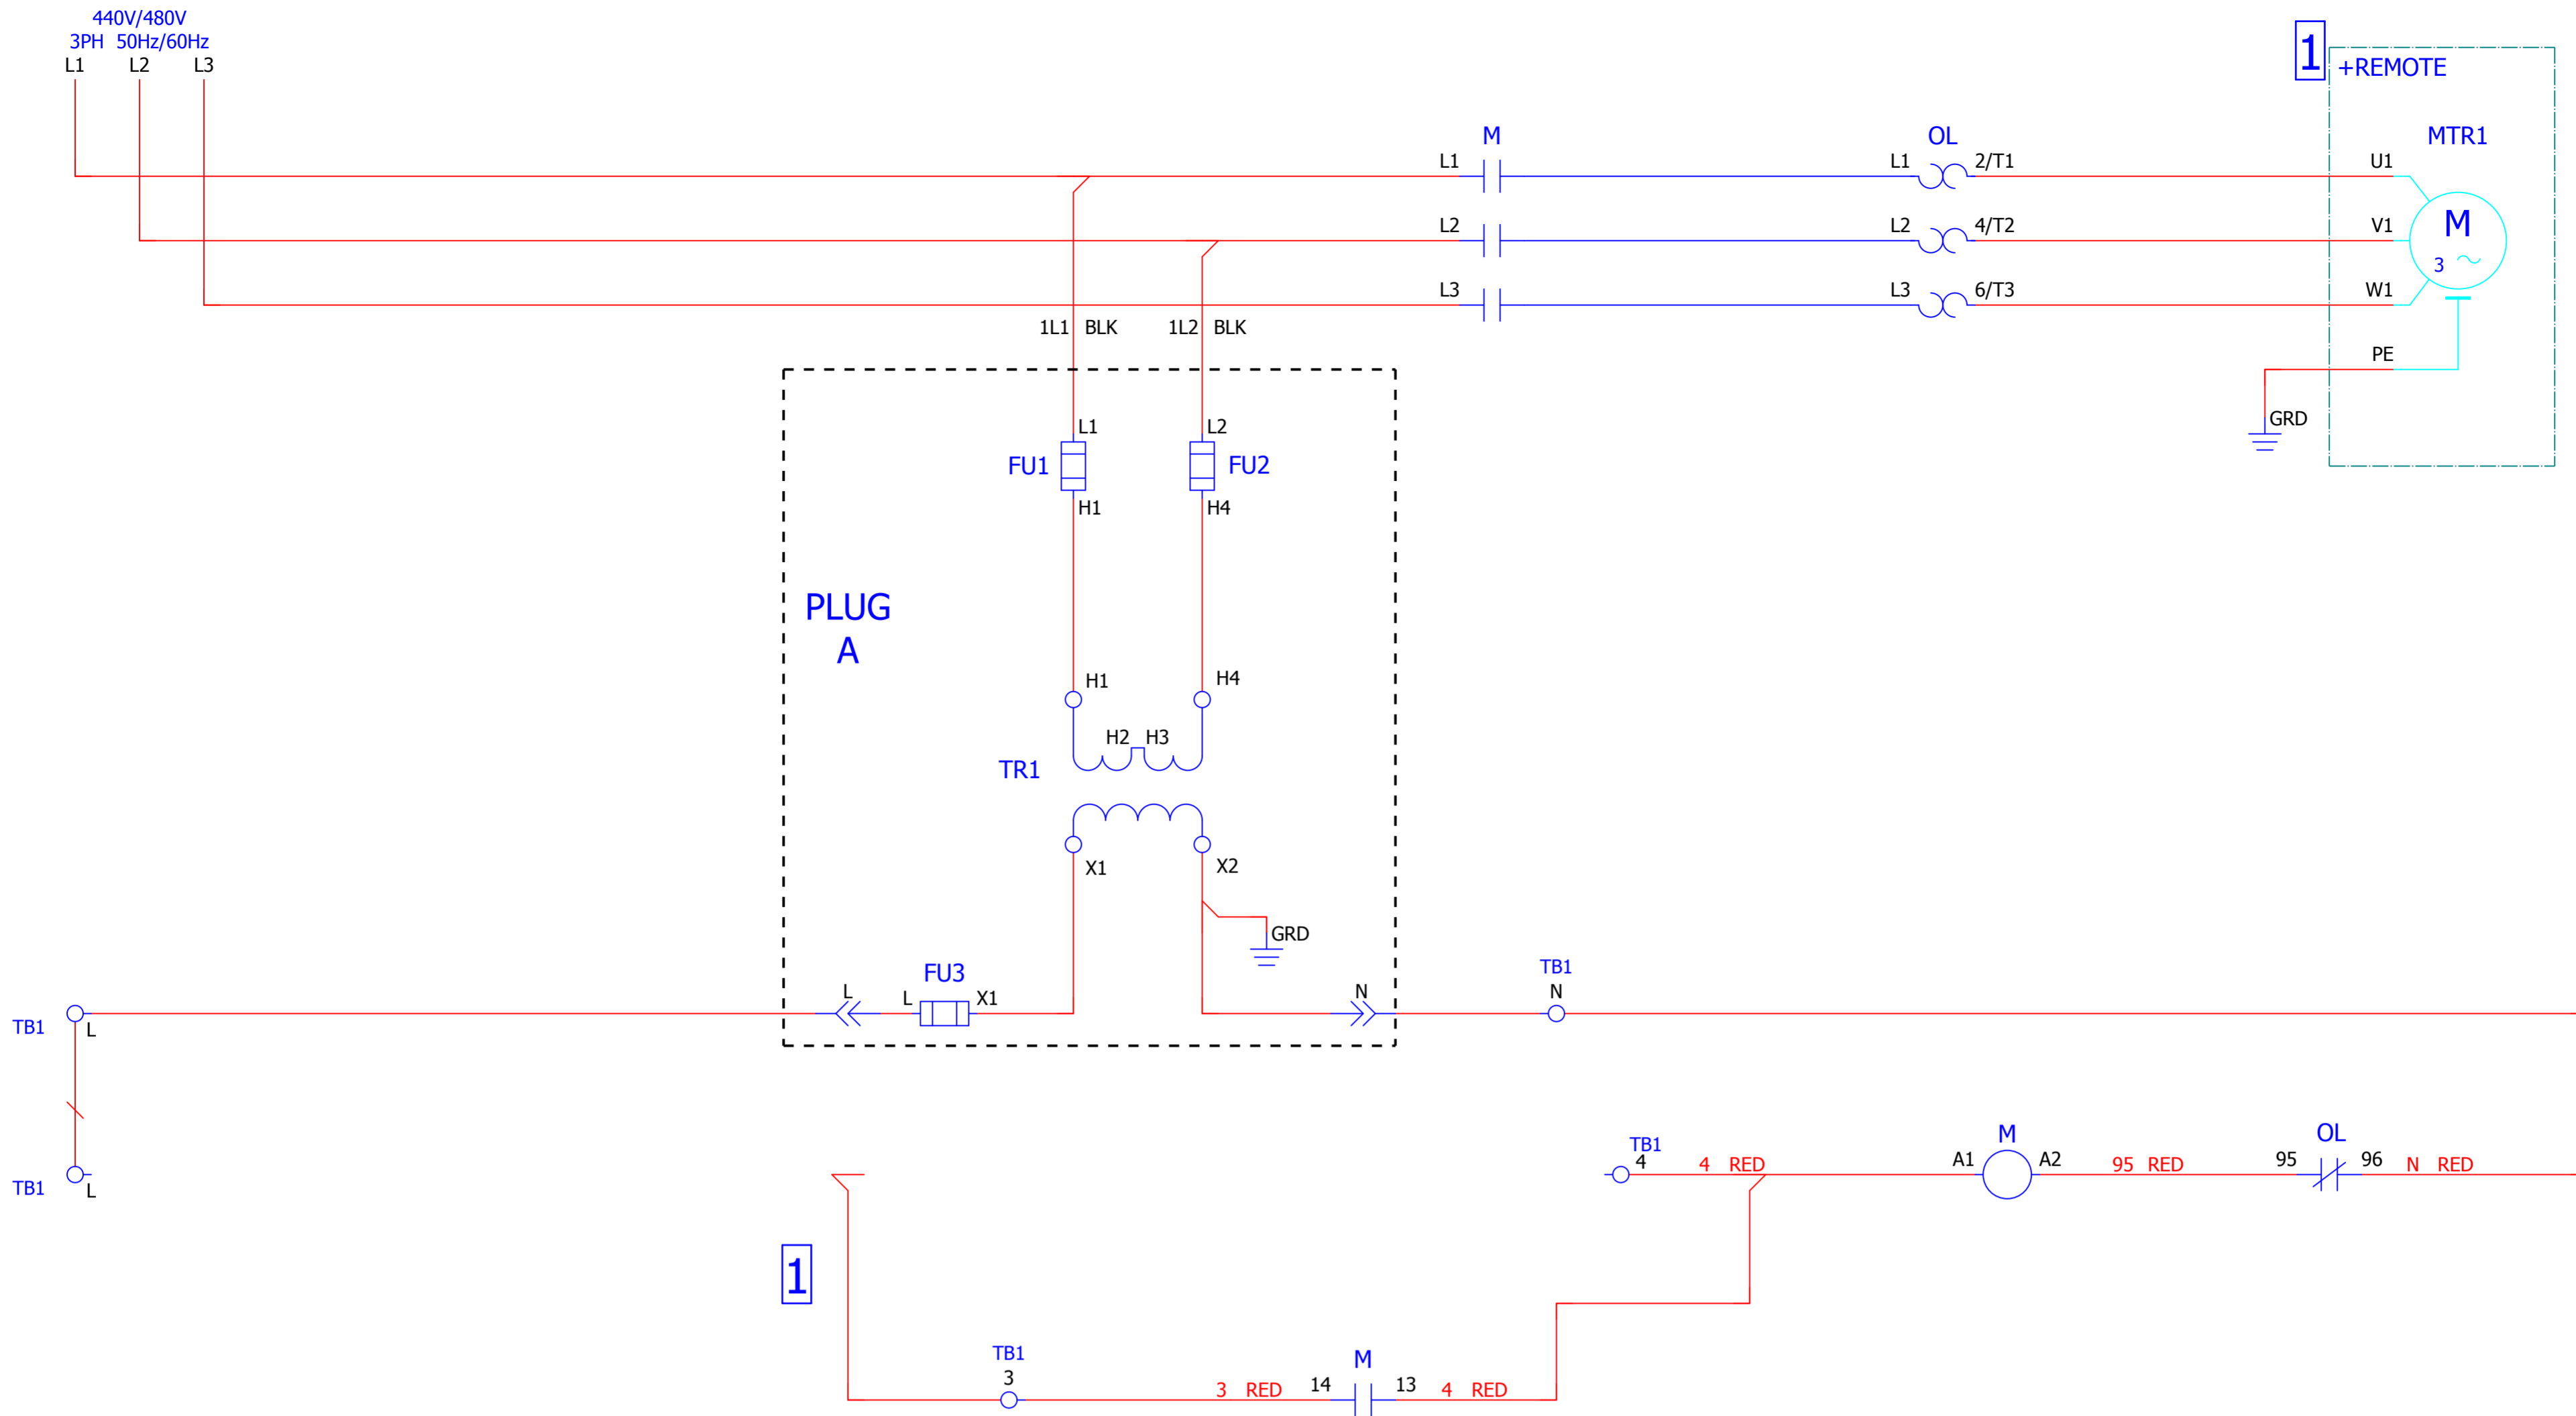 440V/480V
3PH 50Hz/60Hz
L1 L2 L3
1
+REMOTE
M OL MTR1
L1 L1 2/T1 U1
L2 L2 4/T2 V1
M
3
L3 L3 6/T3 W1
1L1 BLK 1L2 BLK
PE
GRD
L1 L2
FU1 FU2
H1 H4
PLUG
A
H1 H4
H2 H3
TR1
X1 X2
GRD
FU3
L L X1 N
TB1
N
TB1 L
TB1 L
TB1
4 4 RED
M
A1 A2
95 RED
OL
95 96
N RED
1
TB1
3
3 RED
M
14 13
4 RED